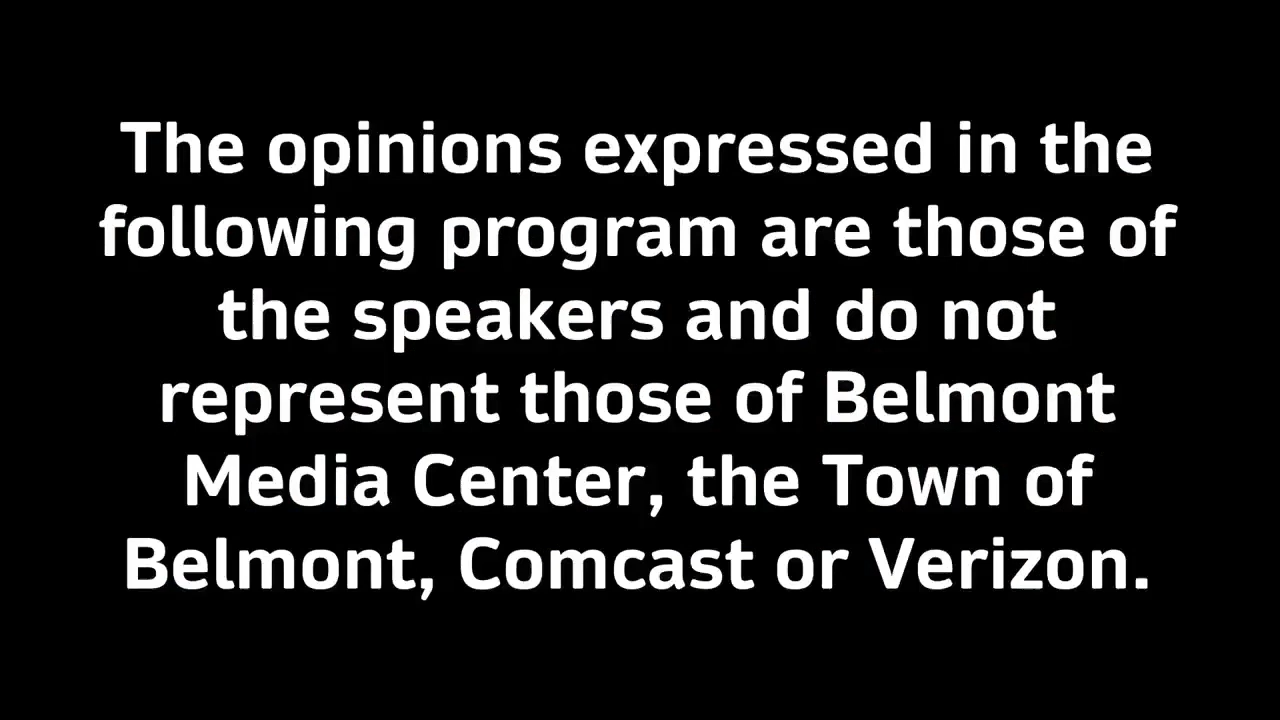 The opinions expressed in the
following program are those of
the speakers and do not
represent those of Belmont
Media Center, the Town of
Belmont, Comcast or Verizon.